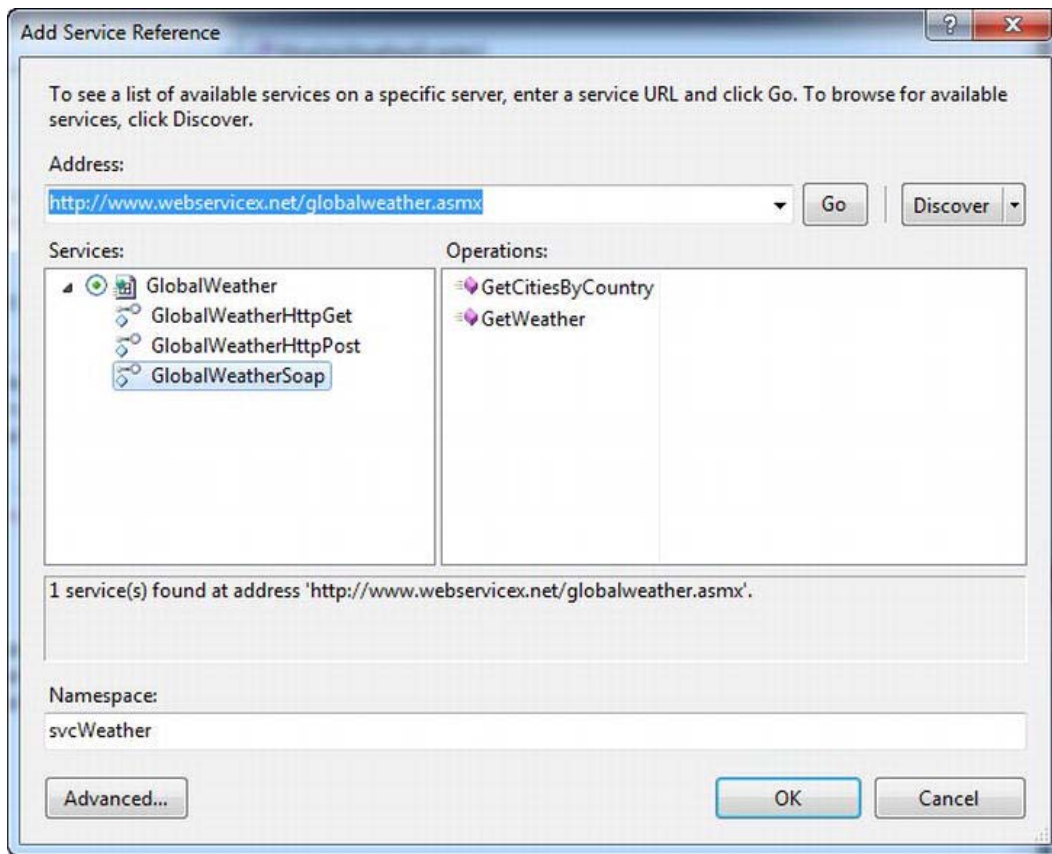 Add Service Reference
To see a list of available services on a specific server, enter a service URL and click Go. To browse for available
services, click Discover.
Address:
http://www.webservicex.net/globalweather.asmx
Go
Discover
Services:
Operations:
GlobalWeather
GlobalWeatherHttpGet
GlobalWeatherHttpPost
GlobalWeatherSoap
GetCitiesByCountry
GetWeather
1 service(s) found at address 'http://www.webservicex.net/globalweather.asmx'.
Namespace:
svcWeather
Advanced...
OK
Cancel